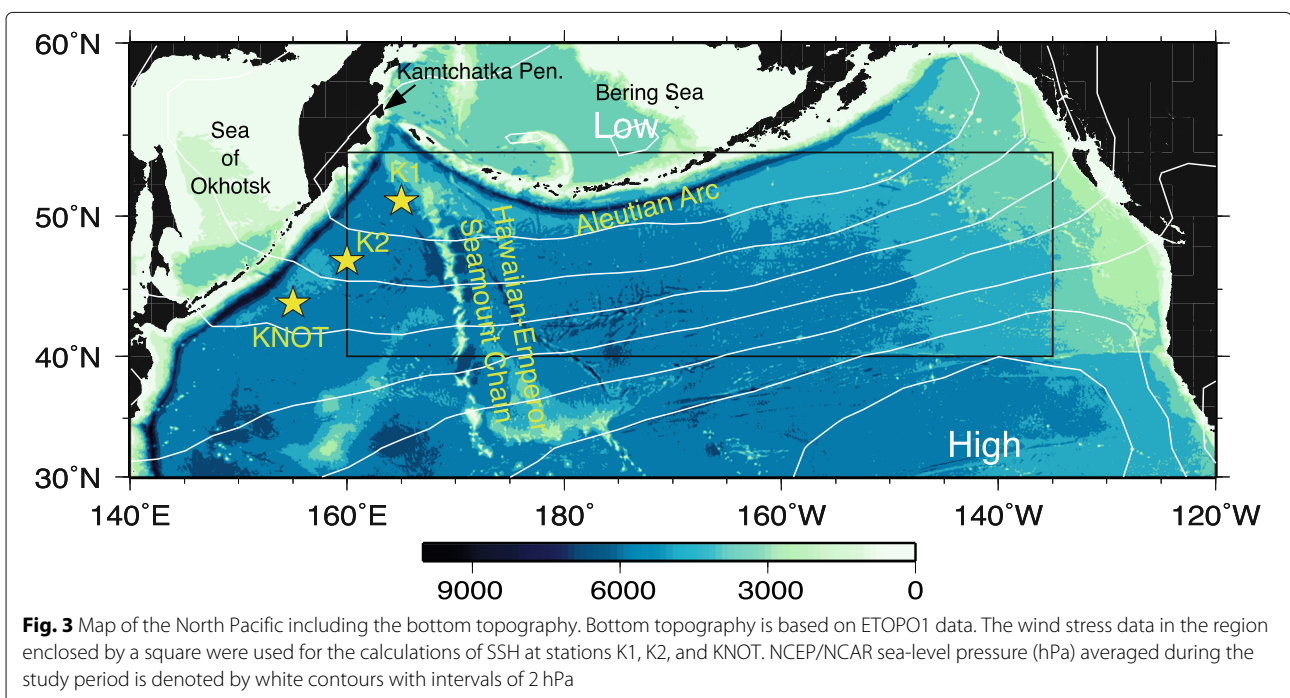 60˚N
Kamtchatka Pen.
Bering Sea
Low
Sea
of
Okhotsk
K1
50˚N
Aleutian Arc
K2
Hawaiian-Emperor
Seamount Chain
KNOT
40˚N
High
30˚N
140˚E 160˚E 180˚ 160˚W 140˚W 120˚W
9000 6000 3000 0
Fig. 3 Map of the North Pacific including the bottom topography. Bottom topography is based on ETOPO1 data. The wind stress data in the region
enclosed by a square were used for the calculations of SSH at stations K1, K2, and KNOT. NCEP/NCAR sea-level pressure (hPa) averaged during the
study period is denoted by white contours with intervals of 2 hPa